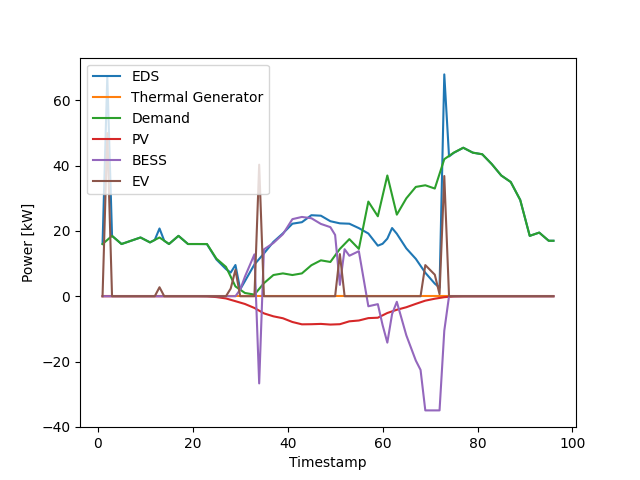 EDS
Thermal Generator
Demand
PV
BESS
EV
Power [kW]
60
40
20
0
−20
−40
0
20
40
60
80
100
Timestamp